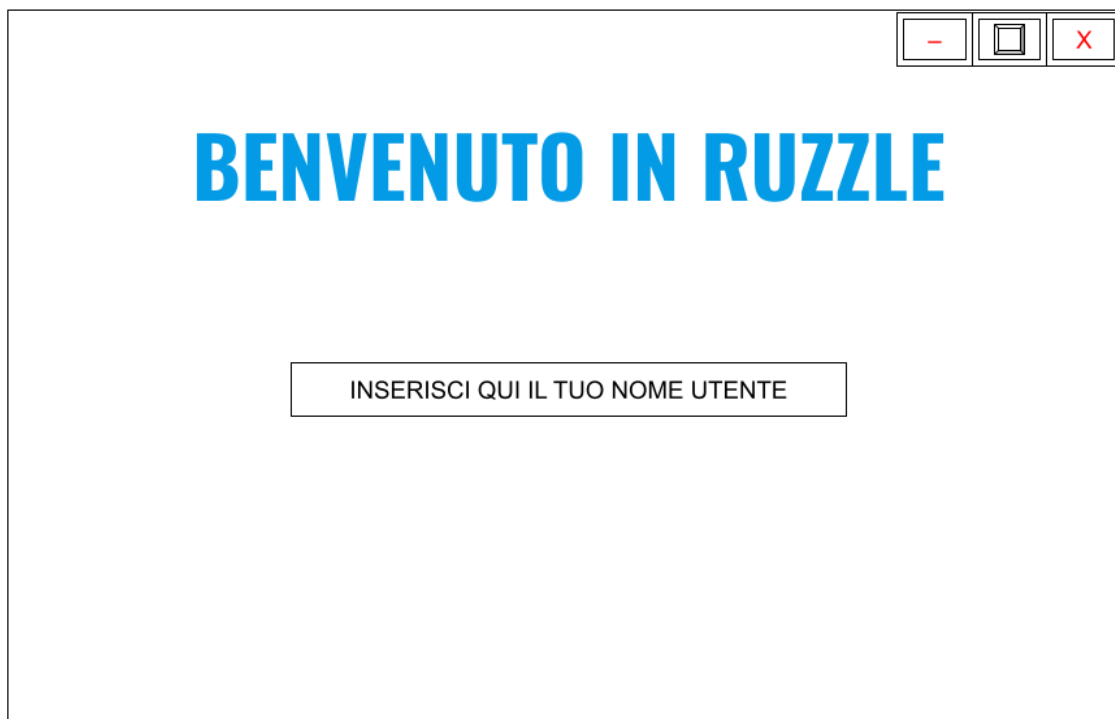 – X
BENVENUTO IN RUZZLE
INSERISCI QUI IL TUO NOME UTENTE